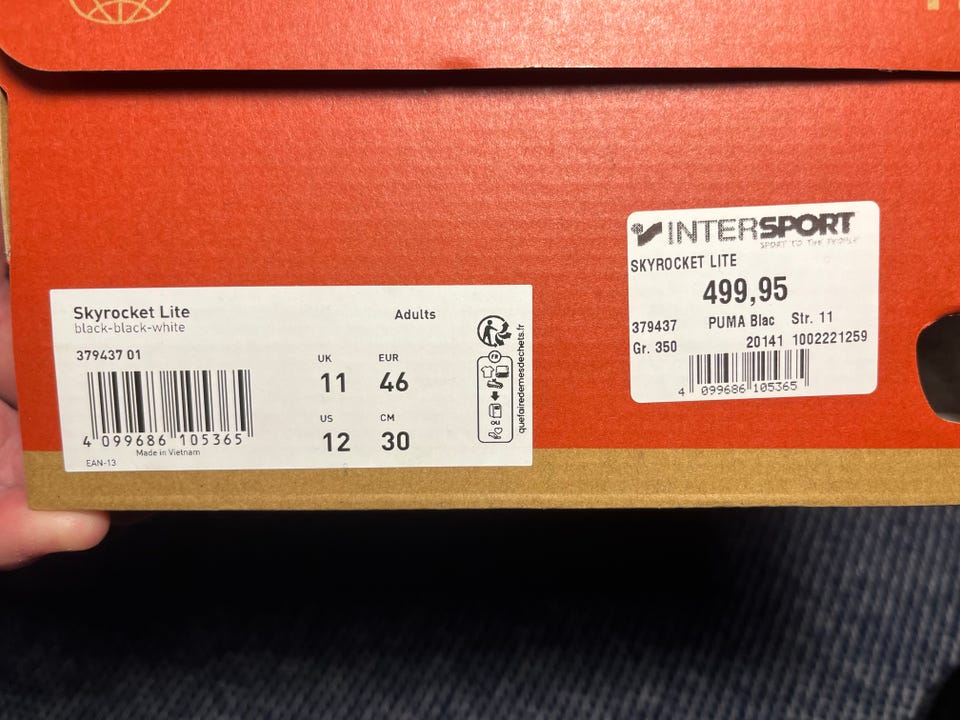 Skyrocket Lite
black-black-white
Adults
379437 01
UK EUR
11 46
US CM
12 30
4 099686 105365
Made in Vietnam
EAN-13
FR
quefairedemesdechets.fr
INTERSPORT
SPORT TO THE PEOPLE
SKYROCKET LITE
499,95
379437 PUMA Blac Str. 11
Gr. 350 20141 1002221259
4 099686 105365